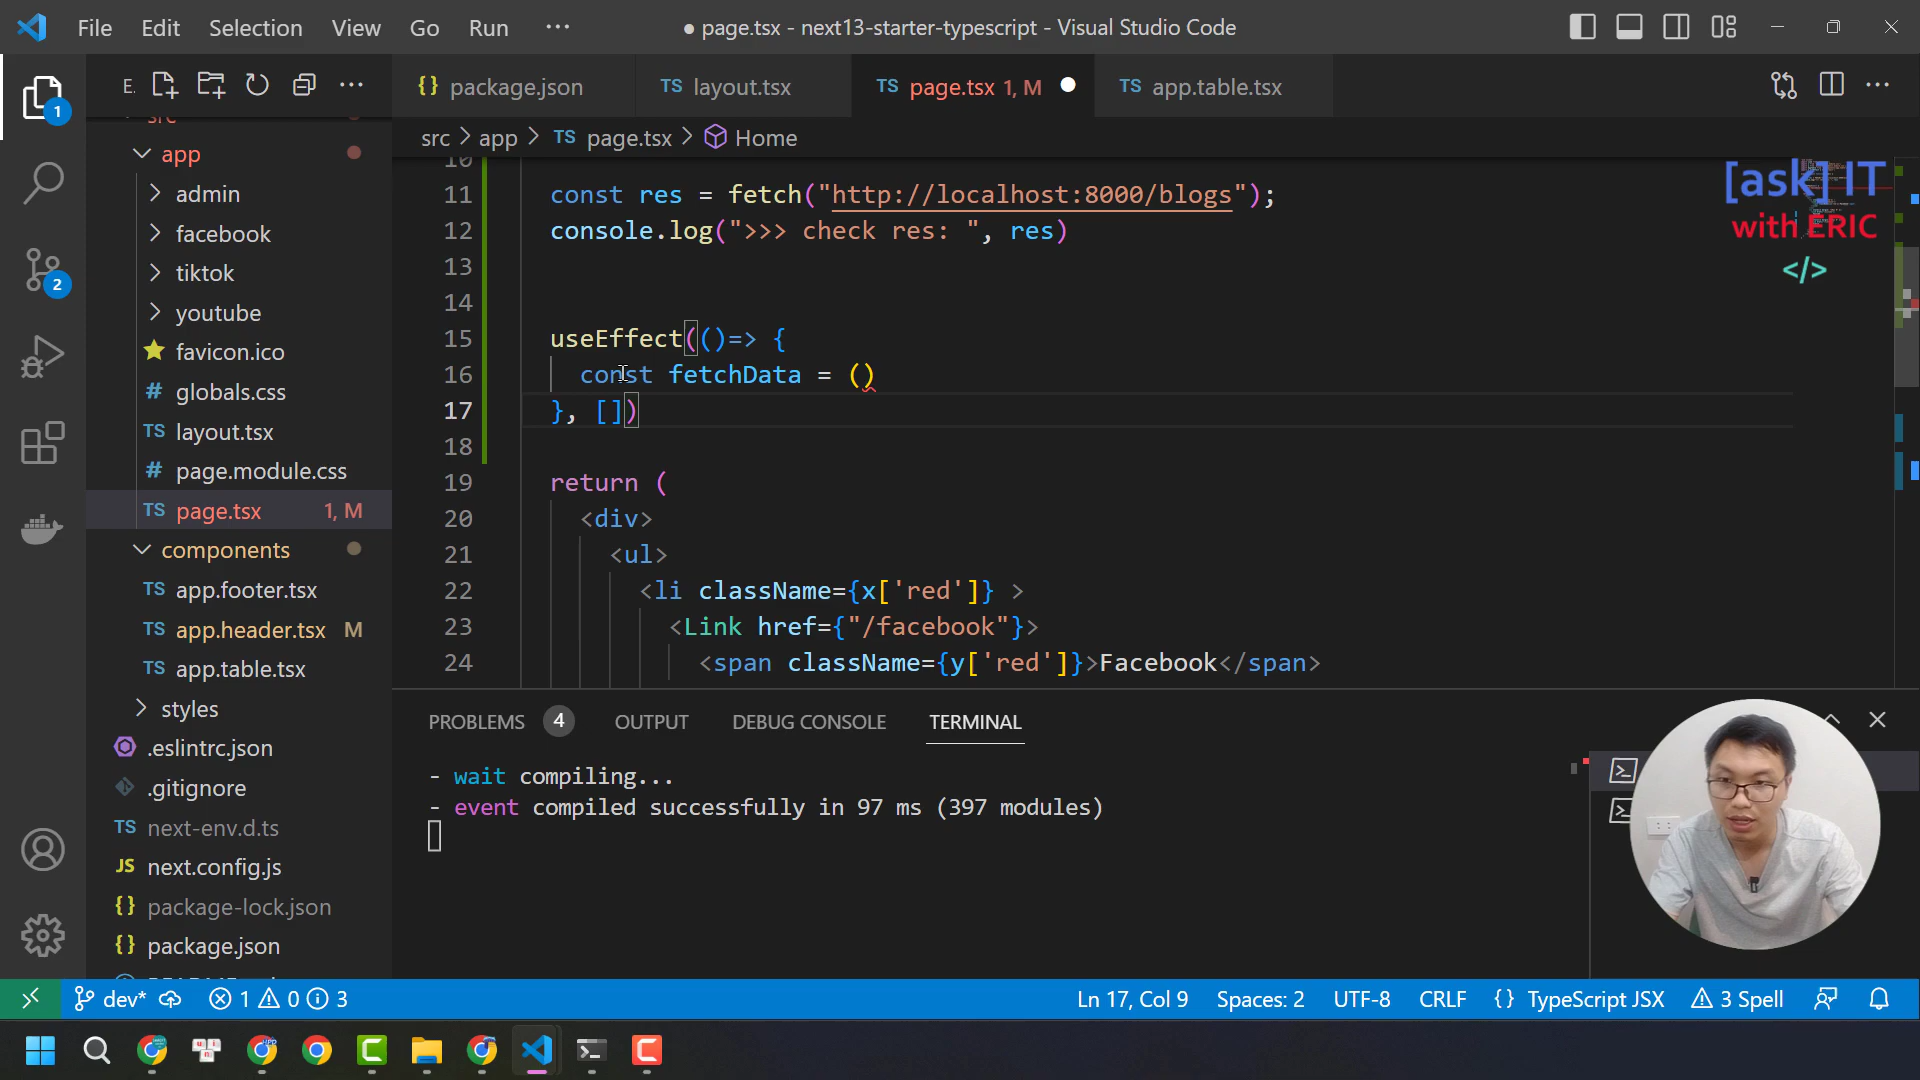 File Edit Selection View Go Run ···
● page.tsx - next13-starter-typescript - Visual Studio Code
E.
{} package.json
TS layout.tsx
TS page.tsx 1, M
TS app.table.tsx
src > app > TS page.tsx > Home
src
app
admin
facebook
tiktok
youtube
favicon.ico
# globals.css
TS layout.tsx
# page.module.css
TS page.tsx 1, M
components
TS app.footer.tsx
TS app.header.tsx M
TS app.table.tsx
styles
.eslintrc.json
.gitignore
TS next-env.d.ts
JS next.config.js
{} package-lock.json
{} package.json
1
2
10
11 const res = fetch("http://localhost:8000/blogs");
12 console.log(">>> check res: ", res)
13
14
15 useEffect(()=> {
16 const fetchData = ()
17 }, [])
18
19 return (
20 <div>
21 <ul>
22 <li className={x['red']} >
23 <Link href={"/facebook"}>
24 <span className={y['red']}>Facebook</span>
[ask] IT
with ERIC
</>
PROBLEMS 4 OUTPUT DEBUG CONSOLE TERMINAL
- wait compiling...
- event compiled successfully in 97 ms (397 modules)
dev* 1 0 3
Ln 17, Col 9 Spaces: 2 UTF-8 CRLF {} TypeScript JSX 3 Spell